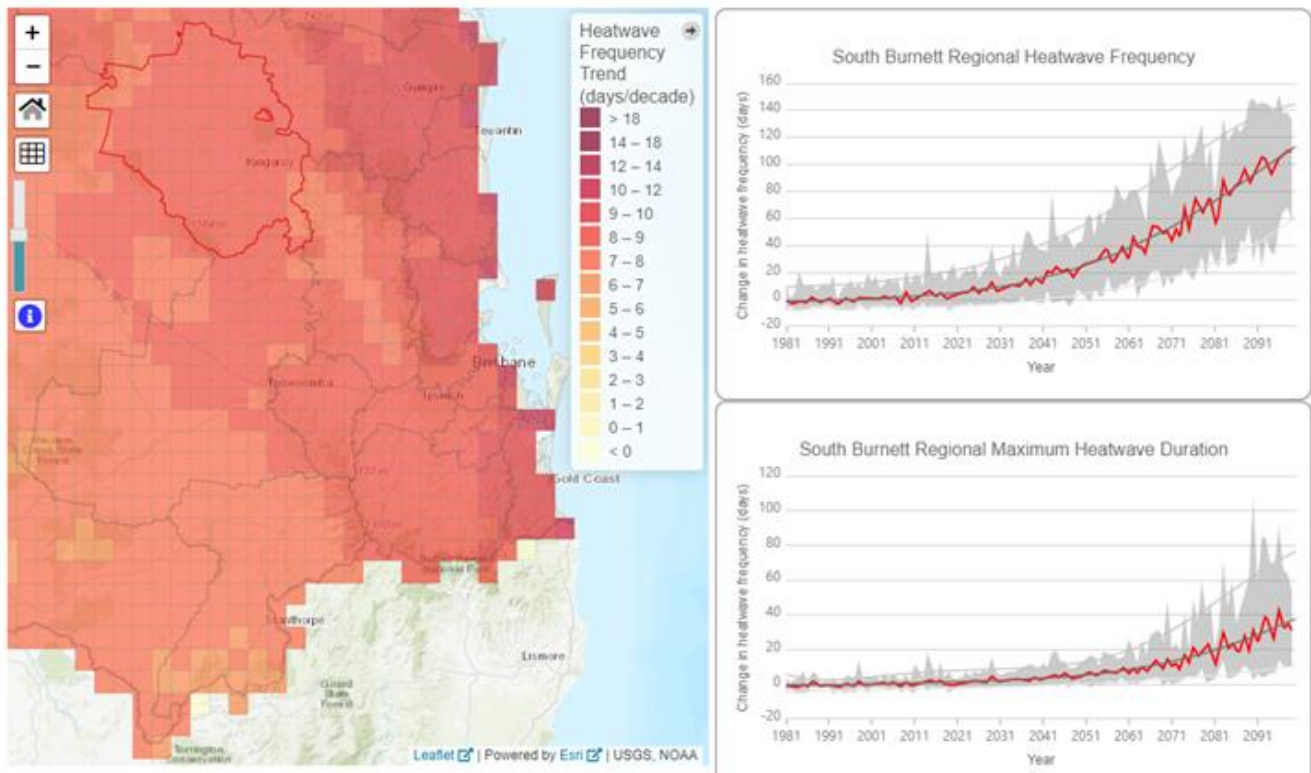 +
−
Heatwave
Frequency
Trend
(days/decade)
> 18
14 – 18
12 – 14
10 – 12
9 – 10
8 – 9
7 – 8
6 – 7
5 – 6
4 – 5
3 – 4
2 – 3
1 – 2
0 – 1
< 0
Gympie
Tewantin
Kingaroy
Brisbane
Toowoomba
Ipswich
Gold Coast
Stanthorpe
Lismore
State
Forest
Torrington
Leaflet | Powered by Esri | USGS, NOAA
South Burnett Regional Heatwave Frequency
Change in heatwave frequency (days)
160
140
120
100
80
60
40
20
0
-20
1981 1991 2001 2011 2021 2031 2041 2051 2061 2071 2081 2091
Year
South Burnett Regional Maximum Heatwave Duration
Change in heatwave frequency (days)
120
100
80
60
40
20
0
-20
1981 1991 2001 2011 2021 2031 2041 2051 2061 2071 2081 2091
Year